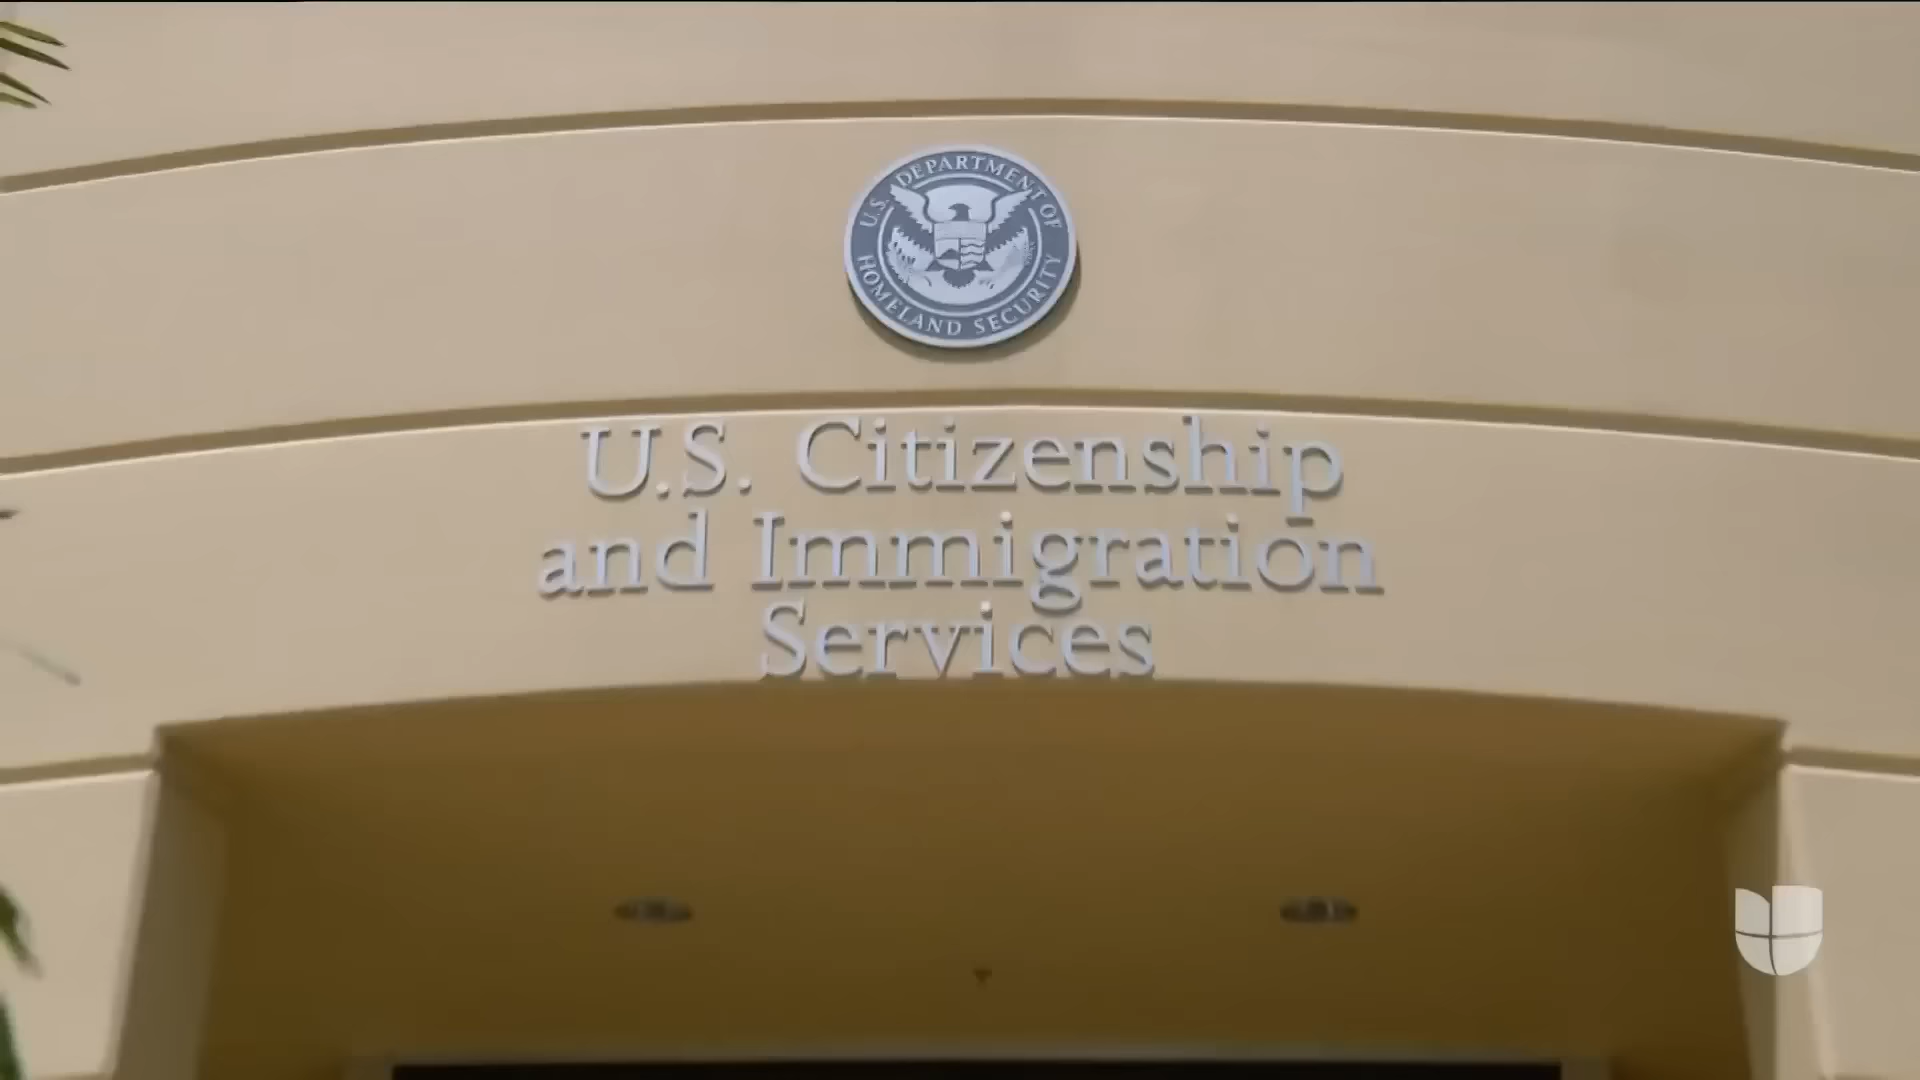 U.S. DEPARTMENT OF
HOMELAND SECURITY
U.S. Citizenship
and Immigration
Services